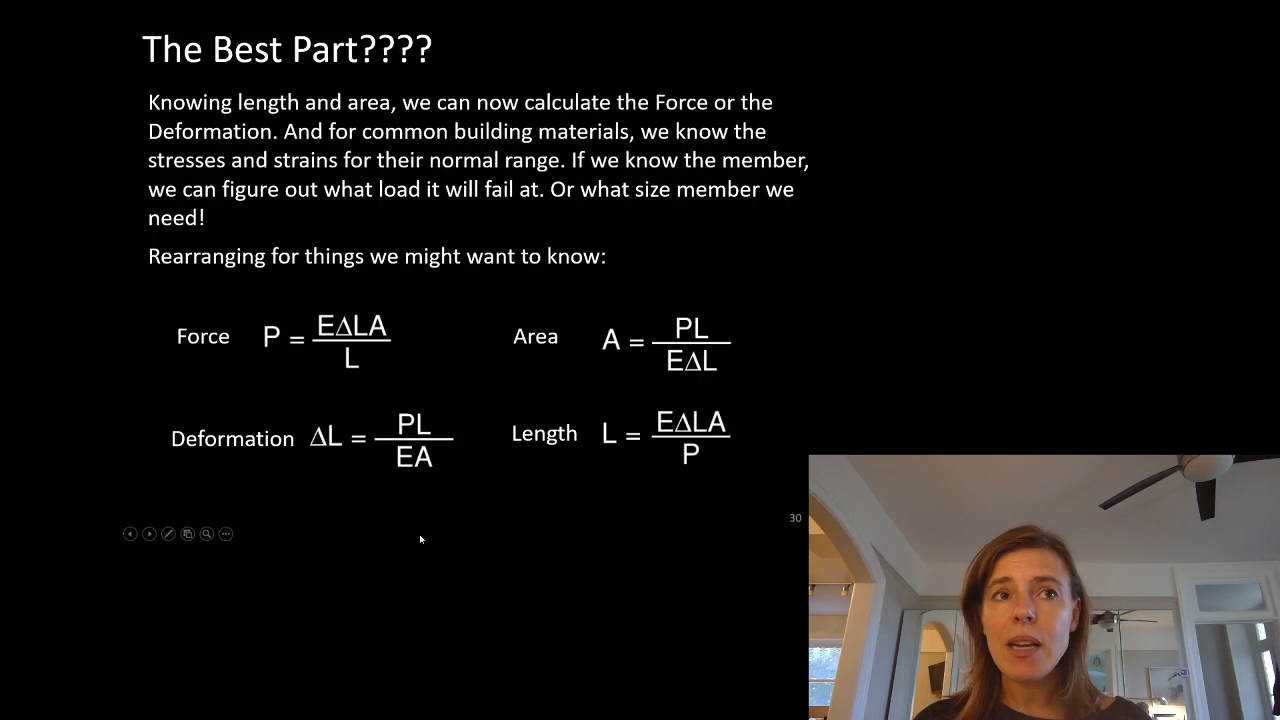 The Best Part????
Knowing length and area, we can now calculate the Force or the
Deformation. And for common building materials, we know the
stresses and strains for their normal range. If we know the member,
we can figure out what load it will fail at. Or what size member we
need!
Rearranging for things we might want to know:
Force P = EΔLA / L
Area A = PL / EΔL
Deformation ΔL = PL / EA
Length L = EΔLA / P
30